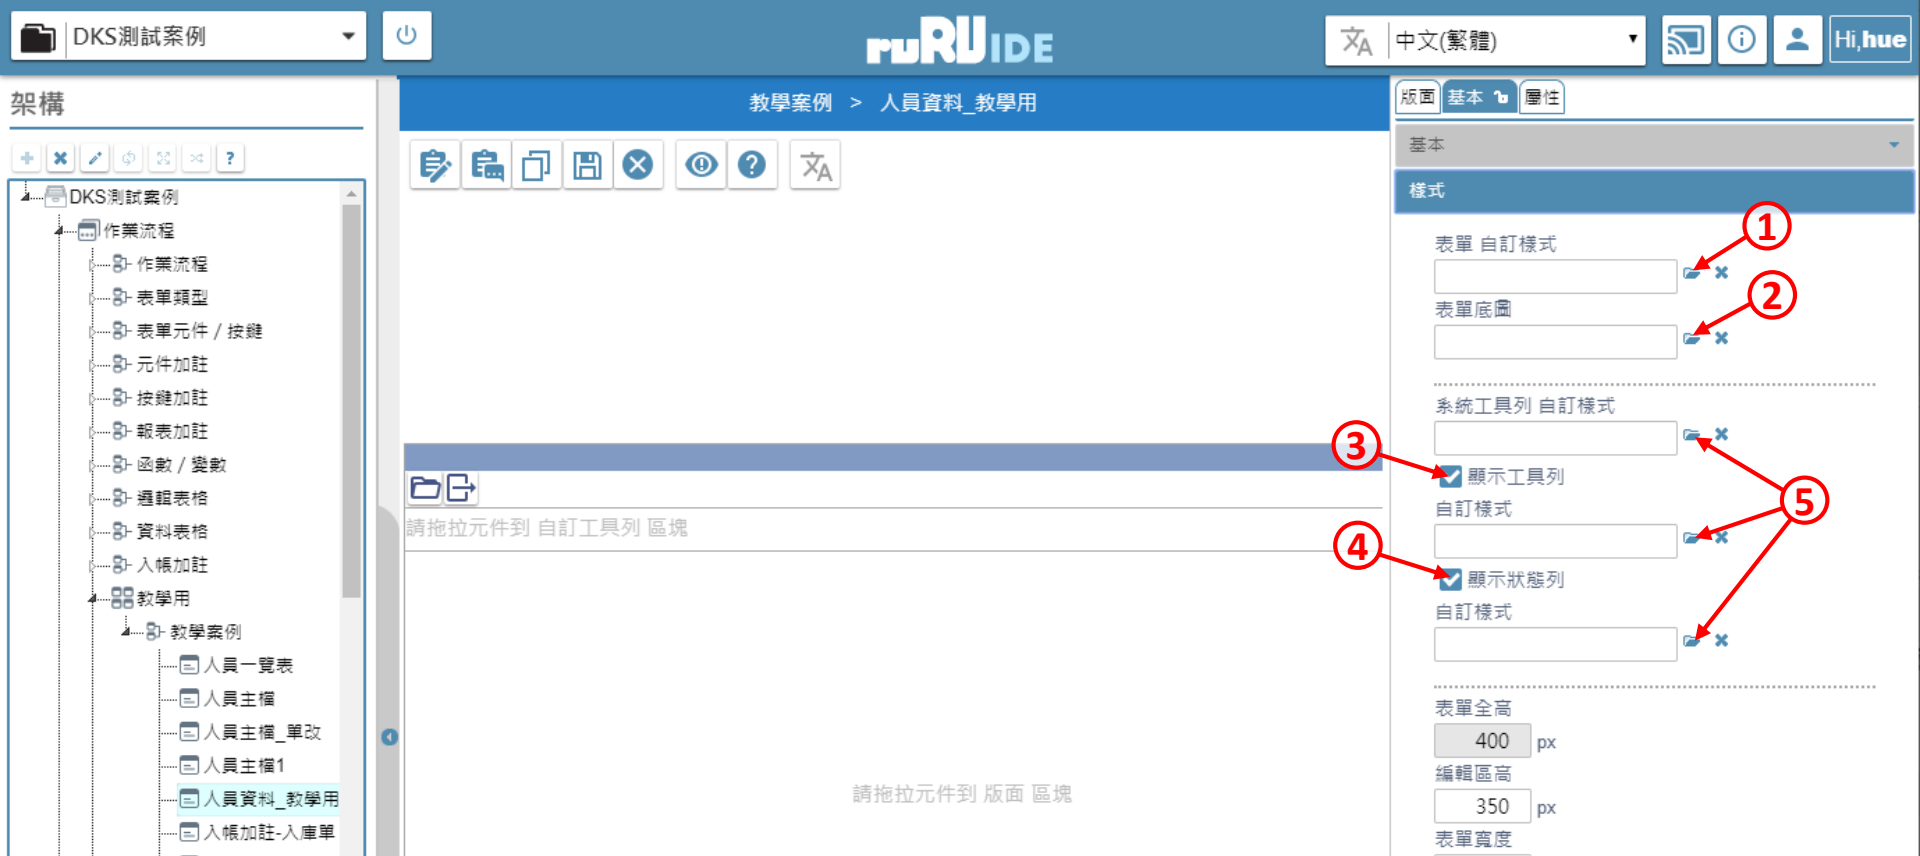 DKS測試案例
ruRU IDE
中文(繁體)
Hi,hue
架構
DKS測試案例
作業流程
作業流程
表單類型
表單元件 / 按鍵
元件加註
按鍵加註
報表加註
函數 / 變數
邏輯表格
資料表格
入帳加註
教學用
教學案例
人員一覽表
人員主檔
人員主檔_單改
人員主檔1
人員資料_教學用
入帳加註-入庫單
教學案例 > 人員資料_教學用
請拖拉元件到 自訂工具列 區塊
請拖拉元件到 版面 區塊
版面 基本 屬性
基本
樣式
1
表單 自訂樣式
2
表單底圖
系統工具列 自訂樣式
3
顯示工具列
5
自訂樣式
4
顯示狀態列
自訂樣式
表單全高
400 px
編輯區高
350 px
表單寬度